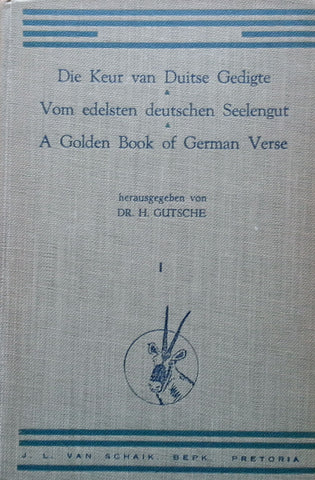 Die Keur van Duitse Gedigte
Vom edelsten deutschen Seelengut
A Golden Book of German Verse
herausgegeben von
DR. H. GUTSCHE
I
J. L. VAN SCHAIK, BEPK. PRETORIA